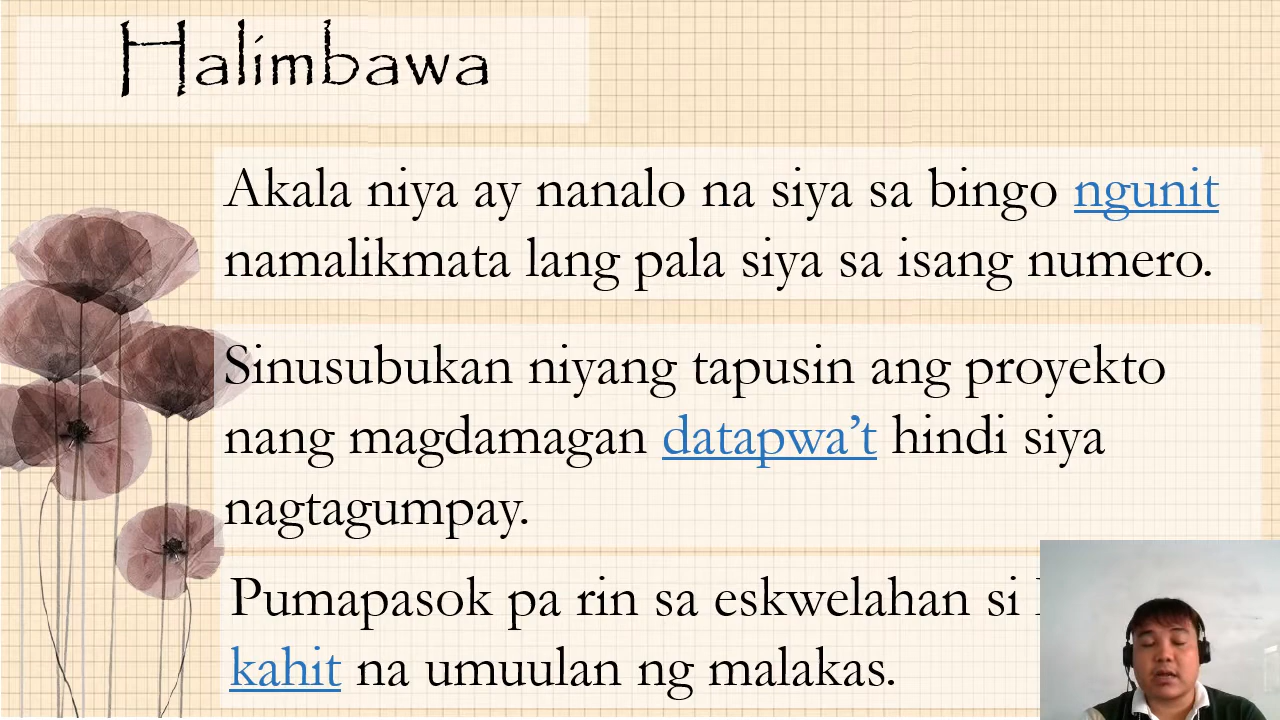 Halimbawa
Akala niya ay nanalo na siya sa bingo ngunit
namalikmata lang pala siya sa isang numero.
Sinusubukan niyang tapusin ang proyekto
nang magdamagan datapwa’t hindi siya
nagtagumpay.
Pumapasok pa rin sa eskwelahan si
kahit na umuulan ng malakas.